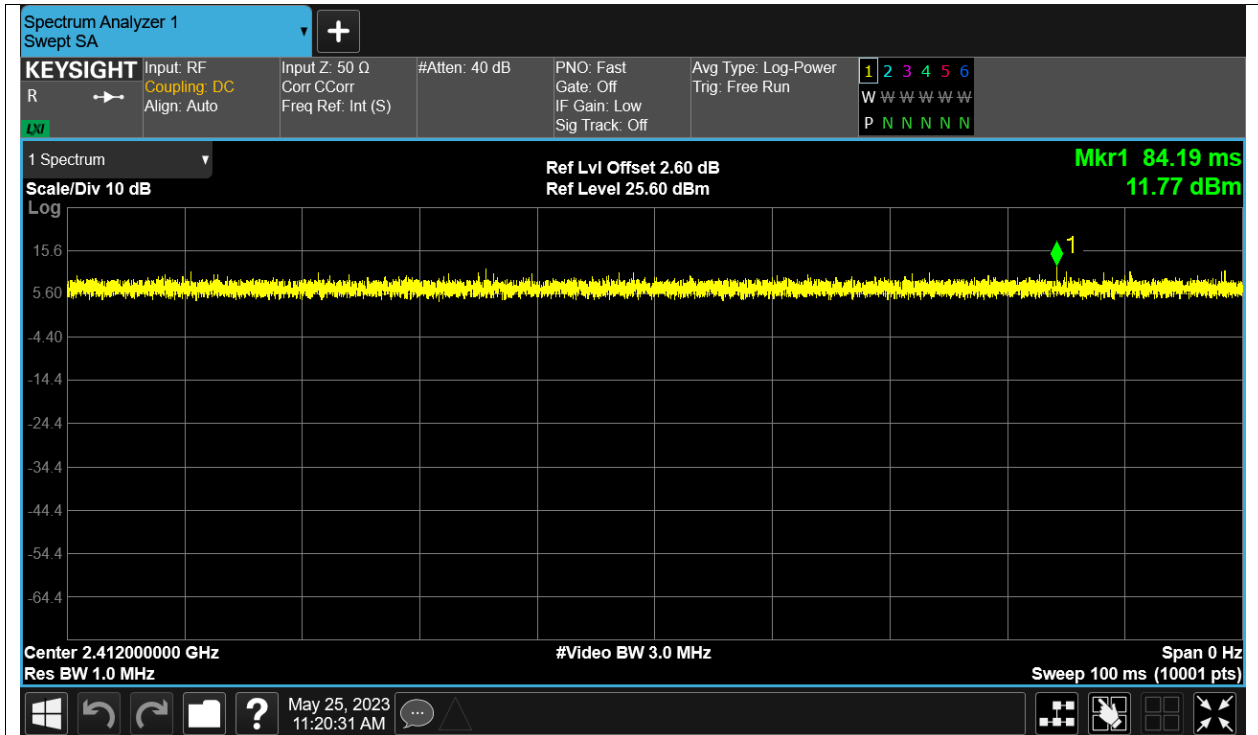 Spectrum Analyzer 1
Swept SA
+
KEYSIGHT
R
LXI
Input: RF
Coupling: DC
Align: Auto
Input Z: 50 Ω
Corr CCorr
Freq Ref: Int (S)
#Atten: 40 dB
PNO: Fast
Gate: Off
IF Gain: Low
Sig Track: Off
Avg Type: Log-Power
Trig: Free Run
1 2 3 4 5 6
W W W W W W
P N N N N N
1 Spectrum
Scale/Div 10 dB
Log
Ref Lvl Offset 2.60 dB
Ref Level 25.60 dBm
Mkr1 84.19 ms
11.77 dBm
1
15.6
5.60
-4.40
-14.4
-24.4
-34.4
-44.4
-54.4
-64.4
Center 2.412000000 GHz
Res BW 1.0 MHz
#Video BW 3.0 MHz
Span 0 Hz
Sweep 100 ms (10001 pts)
?
May 25, 2023
11:20:31 AM